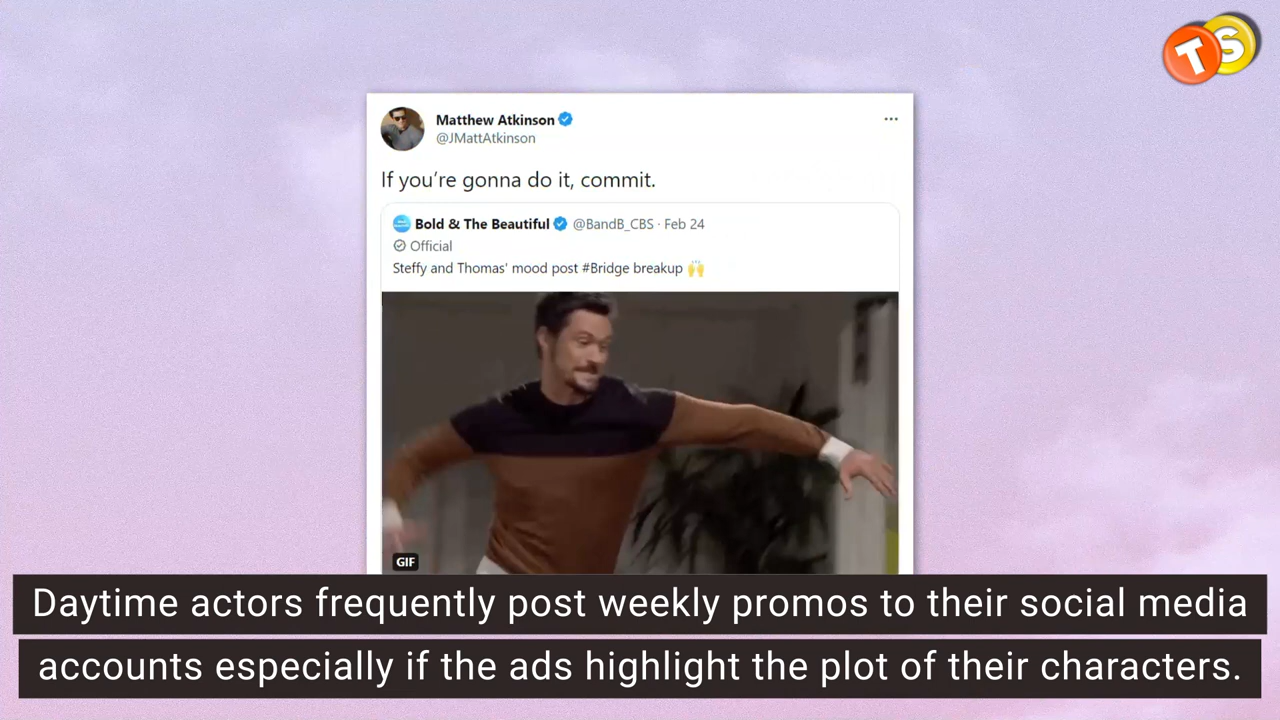 TS
Matthew Atkinson
@JMattAtkinson
If you're gonna do it, commit.
Bold & The Beautiful @BandB_CBS · Feb 24
Official
Steffy and Thomas' mood post #Bridge breakup 🙌
GIF
Daytime actors frequently post weekly promos to their social media
accounts especially if the ads highlight the plot of their characters.